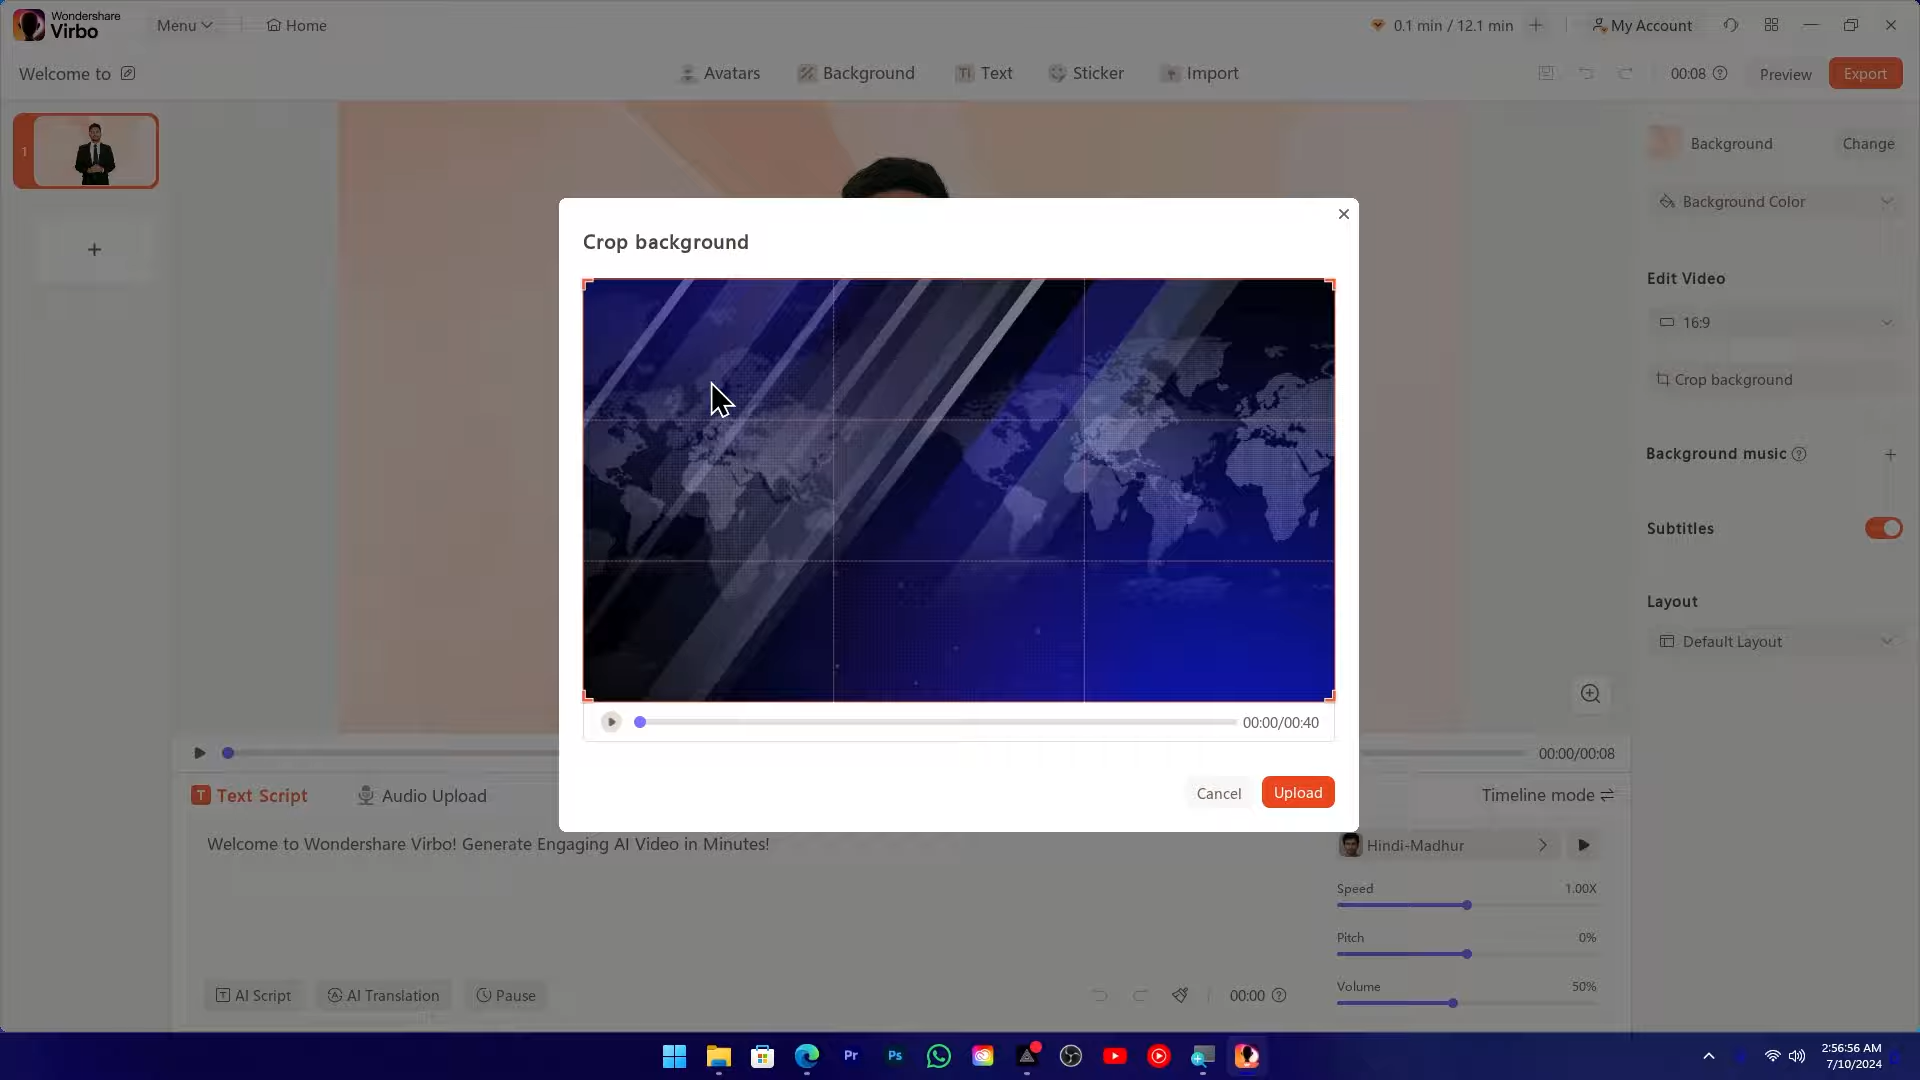 Wondershare
Virbo
Menu
Home
0.1 min / 12.1 min
My Account
Welcome to
Avatars
Background
Text
Sticker
Import
00:08
Preview
Export
1
Background
Change
Background Color
Crop background
Edit Video
16:9
Crop background
Background music
Subtitles
Layout
Default Layout
00:00/00:40
00:00/00:08
Cancel
Upload
Text Script
Audio Upload
Timeline mode
Welcome to Wondershare Virbo! Generate Engaging AI Video in Minutes!
Hindi-Madhur
Speed
1.00X
Pitch
0%
Volume
50%
AI Script
AI Translation
Pause
00:00
Pr
Ps
2:56:56 AM
7/10/2024